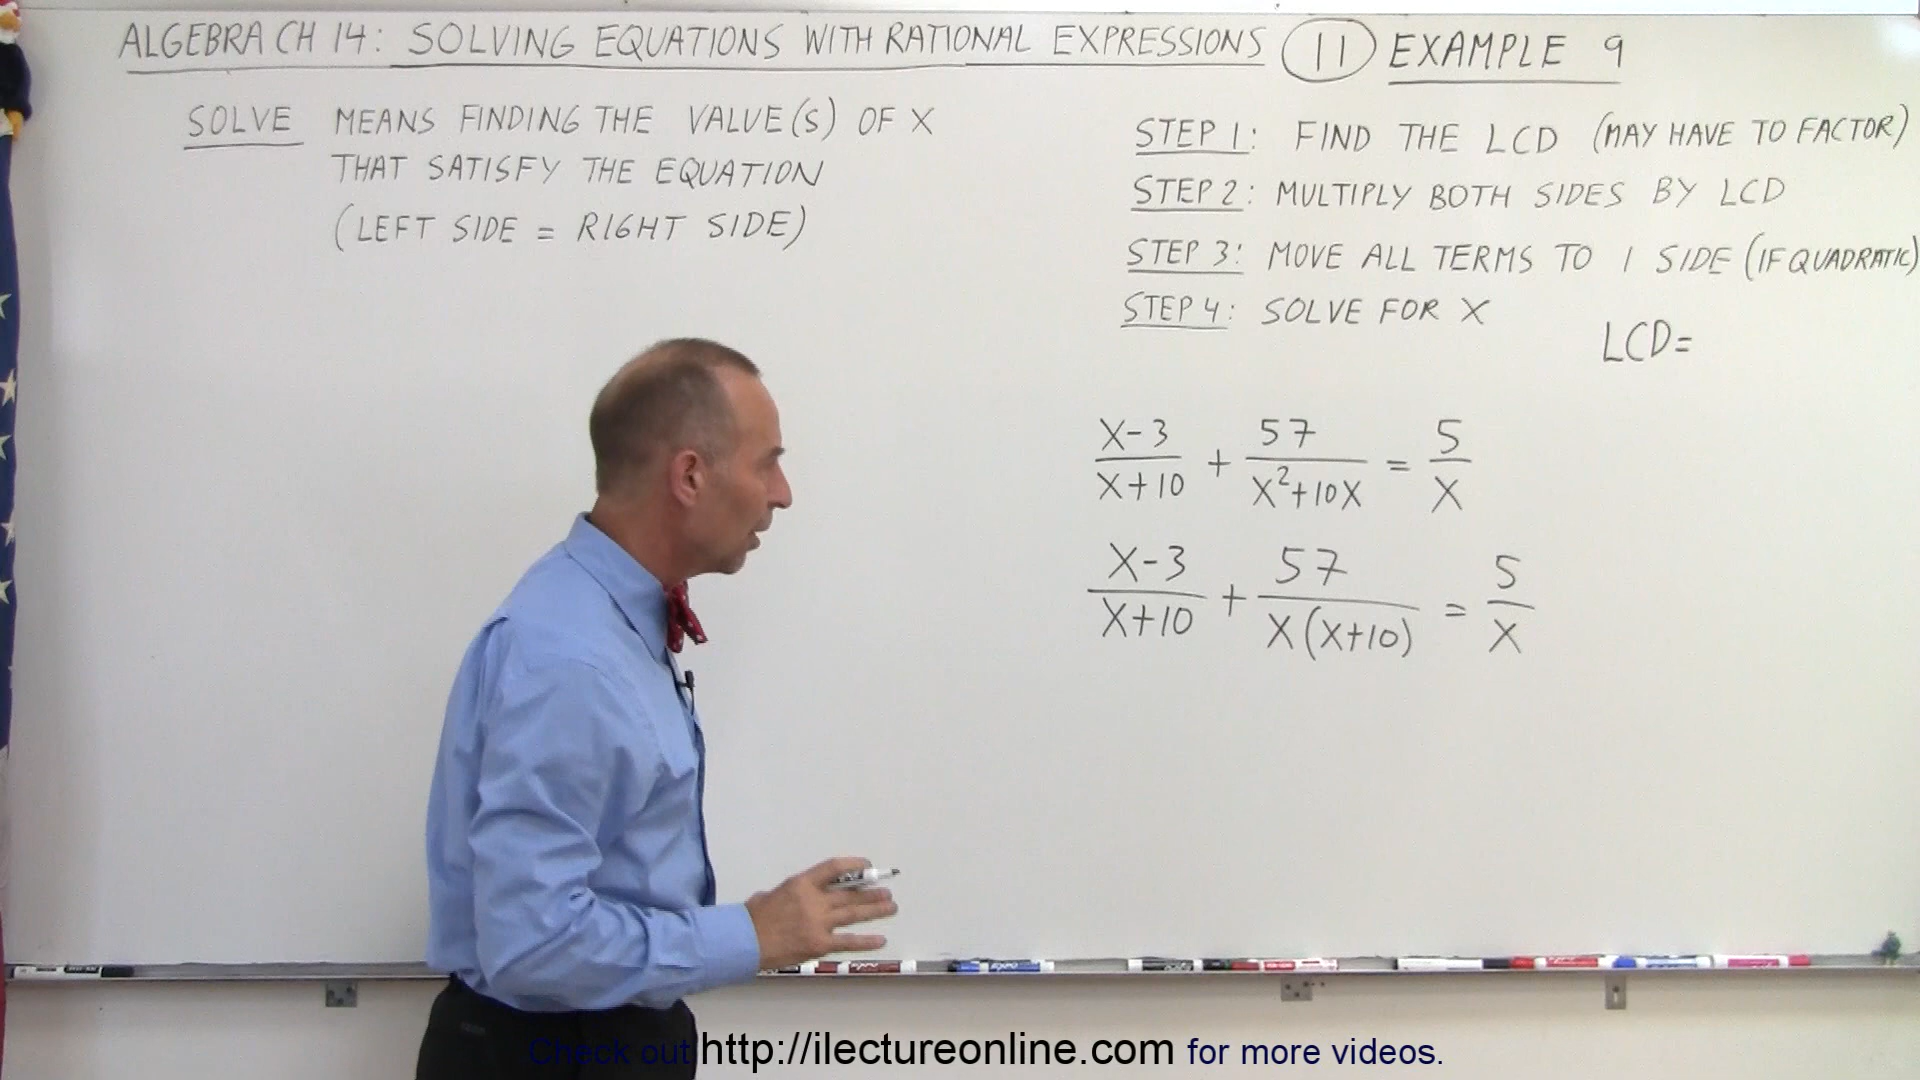 ALGEBRA CH 14: SOLVING EQUATIONS WITH RATIONAL EXPRESSIONS 11 EXAMPLE 9
SOLVE MEANS FINDING THE VALUE(S) OF X
THAT SATISFY THE EQUATION
(LEFT SIDE = RIGHT SIDE)
STEP 1: FIND THE LCD (MAY HAVE TO FACTOR)
STEP 2: MULTIPLY BOTH SIDES BY LCD
STEP 3: MOVE ALL TERMS TO 1 SIDE (IF QUADRATIC)
STEP 4: SOLVE FOR X
LCD=
(X-3)/(X+10) + 57/(X²+10X) = 5/X
(X-3)/(X+10) + 57/(X(X+10)) = 5/X
Check out http://ilectureonline.com for more videos.